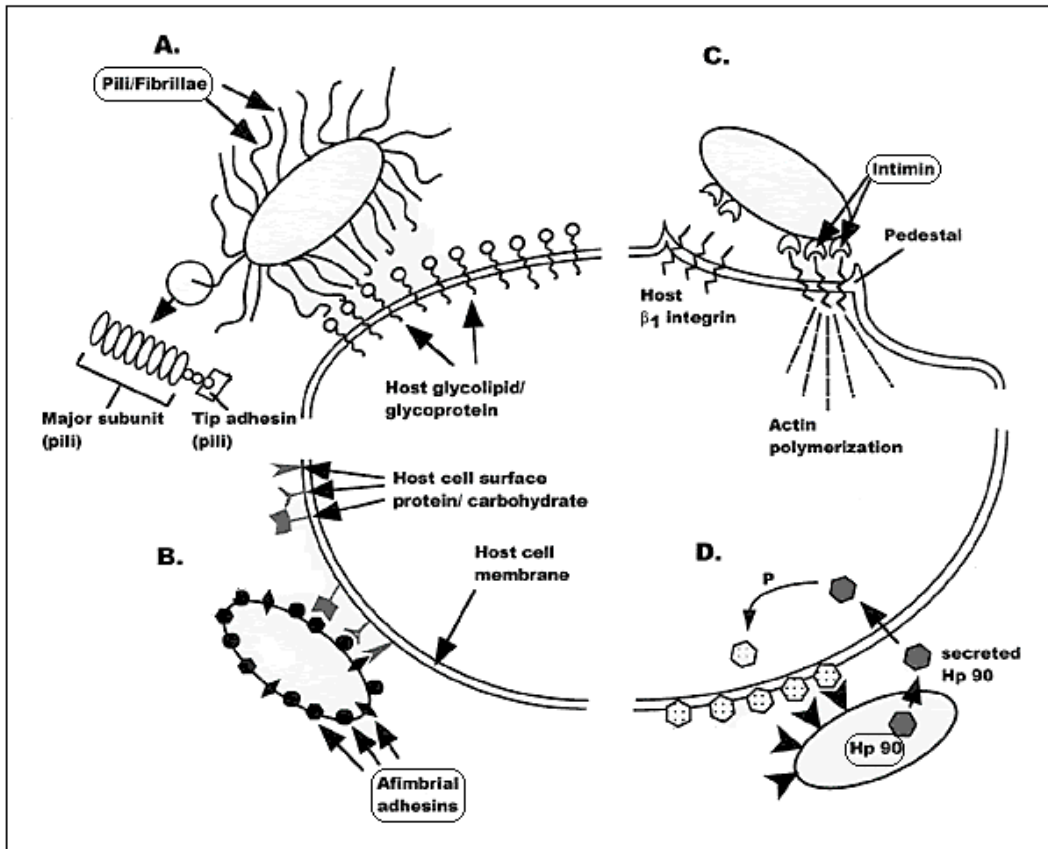 A.
Pili/Fibrillae
Major subunit
(pili)
Tip adhesin
(pili)
Host glycolipid/
glycoprotein
C.
Intimin
Pedestal
Host
β1 integrin
Actin
polymerization
Host cell surface
protein/ carbohydrate
B.
Host cell
membrane
Afimbrial
adhesins
D.
P
secreted
Hp 90
Hp 90